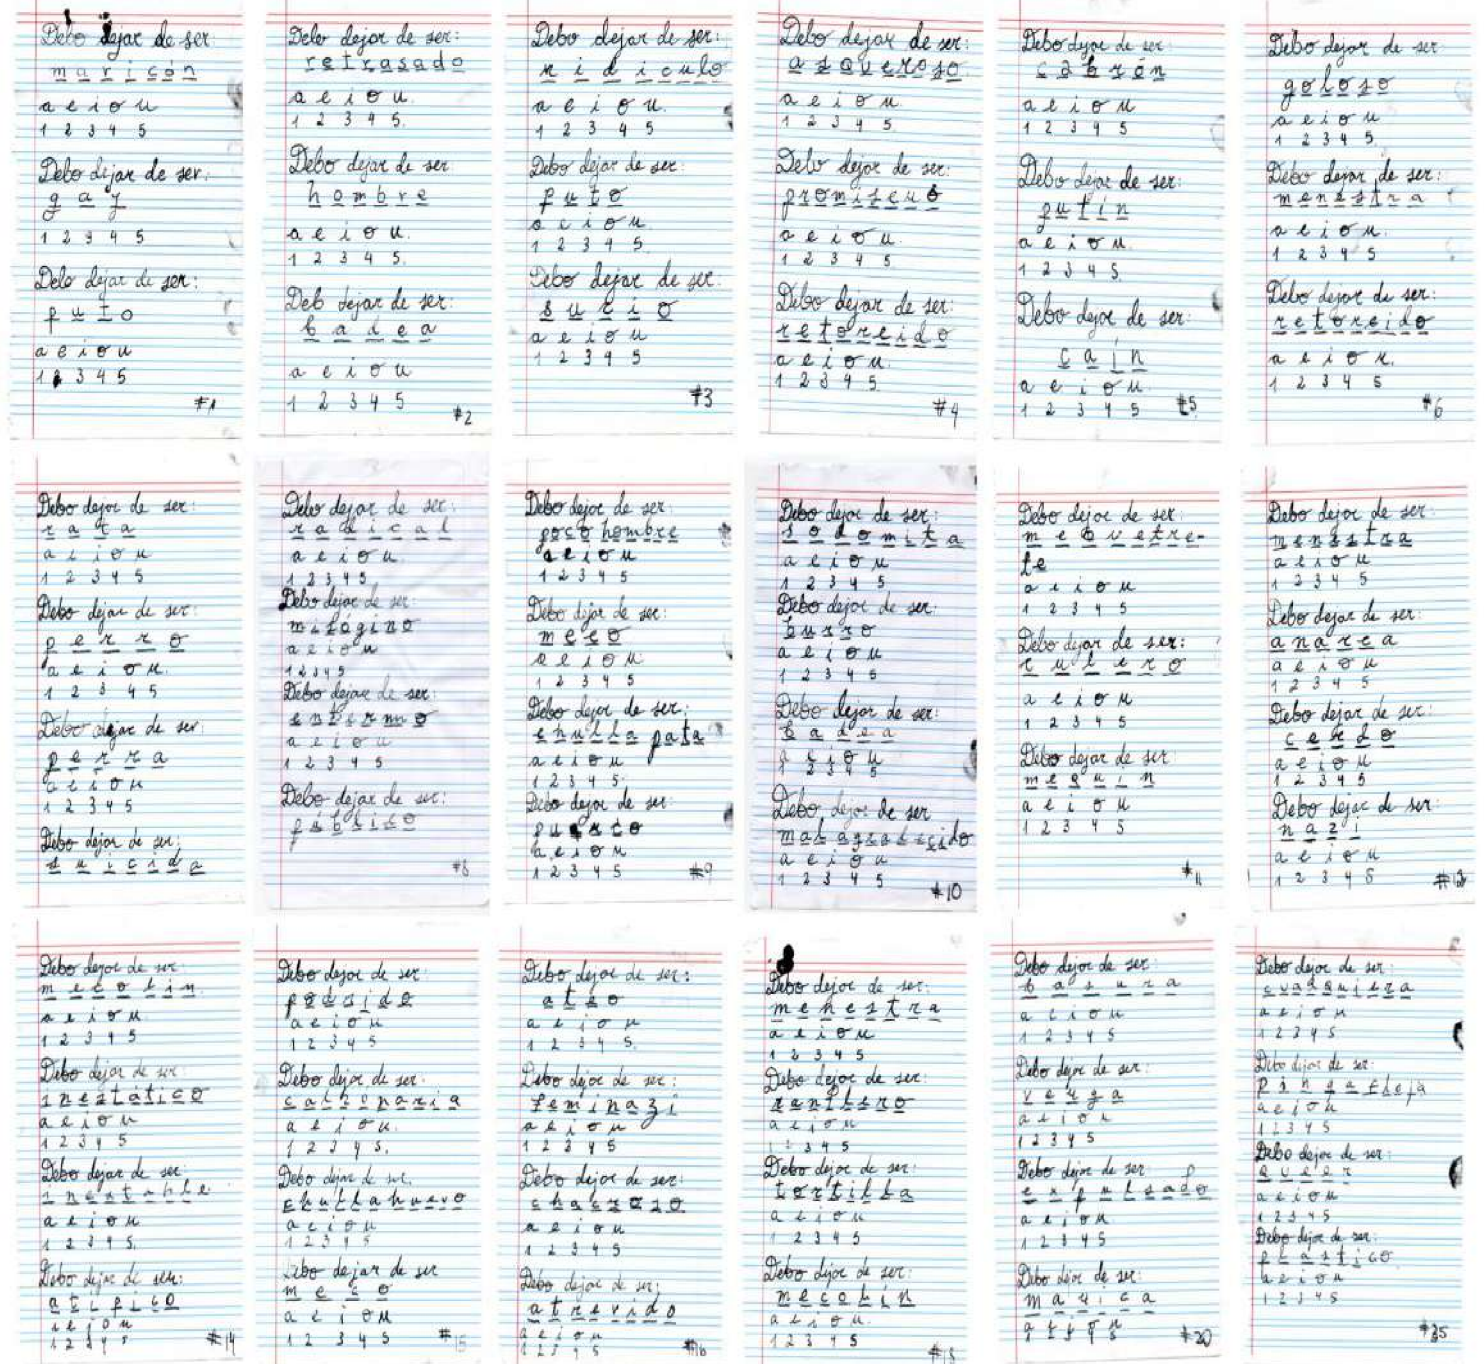 Debo dejar de ser:
maricón
a e i o u
1 2 3 4 5
Debo dejar de ser:
gay
1 2 3 4 5
Debo dejar de ser:
puto
a e i o u
1 2 3 4 5
#1
Debo dejar de ser:
retrasado
a e i o u.
1 2 3 4 5.
Debo dejar de ser
hombre
a e i o u.
1 2 3 4 5.
Deb dejar de ser:
badea
a e i o u
1 2 3 4 5
#2
Debo dejar de ser:
ridiculo
a e i o u.
1 2 3 4 5
Debo dejar de ser:
puto
a e i o u.
1 2 3 4 5.
Debo dejar de ser:
sucio
a e i o u
1 2 3 4 5
#3
Debo dejar de ser:
asqueroso
a e i o u.
1 2 3 4 5.
Debo dejar de ser:
promiscuo
a e i o u.
1 2 3 4 5.
Debo dejar de ser:
retorcido
a e i o u.
1 2 3 4 5.
#4
Debo dejar de ser:
cabrón
a e i o u
1 2 3 4 5
Debo dejar de ser:
putín
a e i o u.
1 2 3 4 5.
Debo dejar de ser:
caín
a e i o u.
1 2 3 4 5
#5
Debo dejar de ser
goloso
a e i o u
1 2 3 4 5.
Debo dejar de ser:
menestra
a e i o u.
1 2 3 4 5
Debo dejar de ser:
retorcido
a e i o u.
1 2 3 4 5
#6
Debo dejar de ser:
rata
a e i o u
1 2 3 4 5
Debo dejar de ser:
perro
a e i o u.
1 2 3 4 5
Debo dejar de ser:
perra
a e i o u
1 2 3 4 5
Debo dejar de ser:
suicida
Debo dejar de ser:
radical
a e i o u.
1 2 3 4 5
Debo dejar de ser:
misógino
a e i o u
1 2 3 4 5
Debo dejar de ser:
a e i o u
1 2 3 4 5
Debo dejar de ser:
público
#8
Debo dejar de ser
poco hombre
a e i o u
1 2 3 4 5
Debo dejar de ser:
meco
a e i o u
1 2 3 4 5
Debo dejar de ser:
chulla pata
a e i o u
1 2 3 4 5.
Debo dejar de ser:
a e i o u
1 2 3 4 5
#9
Debo dejar de ser:
sodomita
a e i o u
1 2 3 4 5
Debo dejar de ser:
burro
a e i o u
1 2 3 4 5
Debo dejar de ser:
badea
a e i o u
1 2 3 4 5
Debo dejar de ser
malagradecido
a e i o u
1 2 3 4 5
#10
Debo dejar de ser
mequetre-
fe
a e i o u
1 2 3 4 5
Debo dejar de ser:
culero
a e i o u
1 2 3 4 5
Debo dejar de ser:
mequín
a e i o u
1 2 3 4 5
#11
Debo dejar de ser:
menestra
a e i o u
1 2 3 4 5
Debo dejar de ser:
anarca
a e i o u
1 2 3 4 5
Debo dejar de ser:
cerdo
a e i o u
1 2 3 4 5
Debo dejar de ser:
nazi
a e i o u
1 2 3 4 5
Debo dejar de ser:
mecolín
a e i o u.
1 2 3 4 5
Debo dejar de ser:
a e i o u
1 2 3 4 5
Debo dejar de ser:
inestable
a e i o u
1 2 3 4 5.
Debo dejar de ser:
atípico
a e i o u
1 2 3 4 5
#14
Debo dejar de ser:
podrido
a e i o u
1 2 3 4 5
Debo dejar de ser.
a e i o u.
1 2 3 4 5.
Debo dejar de ser.
chullahuevo
a e i o u
1 2 3 4 5
Debo dejar de ser
meco
a e i o u
1 2 3 4 5
#15
Debo dejar de ser:
ateo
a e i o u
1 2 3 4 5.
Debo dejar de ser:
feminazi
a e i o u
1 2 3 4 5
Debo dejar de ser:
chacroso
a e i o u
1 2 3 4 5
Debo dejar de ser:
atrevido
a e i o u
1 2 3 4 5
#16
Debo dejar de ser:
menestra
a e i o u
1 2 3 4 5
Debo dejar de ser:
a e i o u
1 2 3 4 5
Debo dejar de ser:
tortilla
a e i o u
1 2 3 4 5
Debo dejar de ser:
mecolín
a e i o u.
1 2 3 4 5
#18
Debo dejar de ser:
basura
a e i o u
1 2 3 4 5
Debo dejar de ser:
verga
a e i o u
1 2 3 4 5
Debo dejar de ser:
expulsado
a e i o u.
1 2 3 4 5
Debo dejar de ser:
marica
a e i o u
#20
Debo dejar de ser:
cualquiera
a e i o u
1 2 3 4 5
Debo dejar de ser:
pingafloja
a e i o u
1 2 3 4 5
Debo dejar de ser:
queer
a e i o u
1 2 3 4 5
Debo dejar de ser:
plástico
a e i o u
1 2 3 4 5
#25